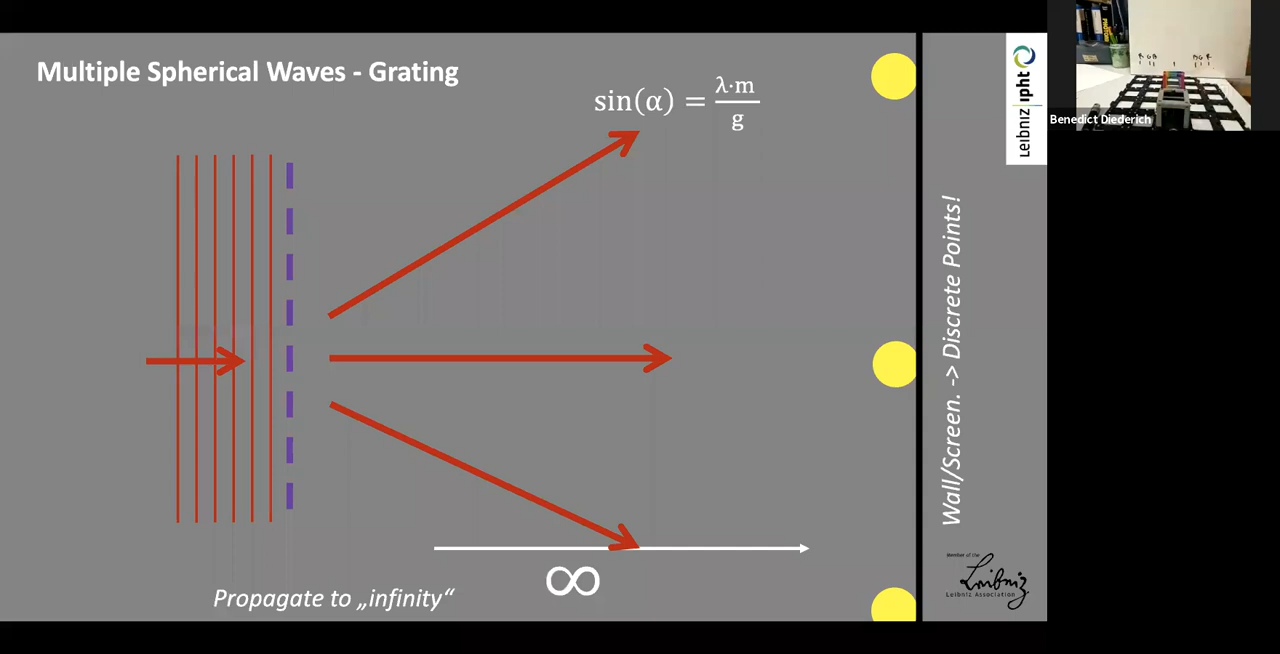 Multiple Spherical Waves - Grating
sin(α) = λ·m / g
Wall/Screen. -> Discrete Points!
Propagate to „infinity“
∞
Leibniz ipht
Member of the
Leibniz
Leibniz Association
Benedict Diederich